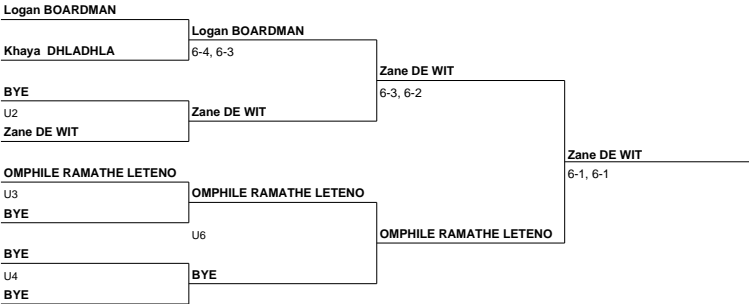 Logan BOARDMAN
Logan BOARDMAN
Khaya DHLADHLA
6-4, 6-3
Zane DE WIT
BYE
6-3, 6-2
U2
Zane DE WIT
Zane DE WIT
Zane DE WIT
OMPHILE RAMATHE LETENO
6-1, 6-1
U3
OMPHILE RAMATHE LETENO
BYE
U6
OMPHILE RAMATHE LETENO
BYE
U4
BYE
BYE